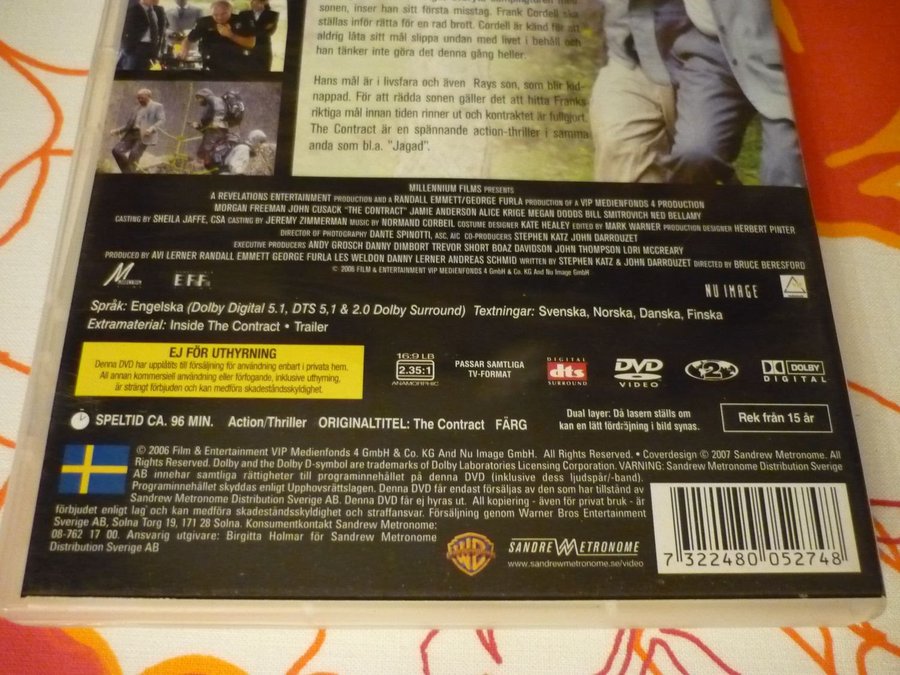 sonen, inser han sitt första misstag. Frank Cordell ska
ställas inför rätta för en rad brott. Cordell är känd för att
aldrig låta sitt mål slippa undan med livet i behåll och
han tänker inte göra det denna gång heller.
Hans mål är i livsfara och även Rays son, som blir kid-
nappad. För att rädda sonen gäller det att hitta Franks
riktiga mål innan tiden rinner ut och kontraktet är fullgjort.
The Contract är en spännande action-thriller i samma
anda som bl.a. "Jagad".
MILLENNIUM FILMS PRESENTS
A REVELATIONS ENTERTAINMENT PRODUCTION AND A RANDALL EMMETT/GEORGE FURLA PRODUCTION OF A VIP MEDIENFONDS 4 PRODUCTION
MORGAN FREEMAN JOHN CUSACK "THE CONTRACT" JAMIE ANDERSON ALICE KRIGE MEGAN DODDS BILL SMITROVICH NED BELLAMY
CASTING BY SHEILA JAFFE, CSA CASTING BY JEREMY ZIMMERMAN MUSIC BY NORMAND CORBEIL COSTUME DESIGNER KATE HEALEY EDITED BY MARK WARNER PRODUCTION DESIGNER HERBERT PINTER
DIRECTOR OF PHOTOGRAPHY DANTE SPINOTTI, ASC, AIC CO-PRODUCERS STEPHEN KATZ JOHN DARROUZET
EXECUTIVE PRODUCERS ANDY GROSCH DANNY DIMBORT TREVOR SHORT BOAZ DAVIDSON JOHN THOMPSON LORI MCCREARY
PRODUCED BY AVI LERNER RANDALL EMMETT GEORGE FURLA LES WELDON DANNY LERNER ANDREAS SCHMID WRITTEN BY STEPHEN KATZ & JOHN DARROUZET DIRECTED BY BRUCE BERESFORD
© 2006 FILM & ENTERTAINMENT VIP MEDIENFONDS 4 GmbH & Co. KG And Nu Image GmbH
MILLENNIUM EFF NU IMAGE
Språk: Engelska (Dolby Digital 5.1, DTS 5,1 & 2.0 Dolby Surround) Textningar: Svenska, Norska, Danska, Finska
Extramaterial: Inside The Contract • Trailer
EJ FÖR UTHYRNING
Denna DVD har upplåtits till försäljning för användning enbart i privata hem.
All annan kommersiell användning eller förfogande, inklusive uthyrning,
är strängt förbjuden och kan medföra skadeståndsskyldighet.
16:9 LB
2.35:1
ANAMORPHIC
PASSAR SAMTLIGA
TV-FORMAT
DIGITAL
dts
SURROUND
DVD
VIDEO
2
DOLBY
DIGITAL
SPELTID CA. 96 MIN. Action/Thriller ORIGINALTITEL: The Contract FÄRG
Dual layer: Då lasern ställs om
kan en lätt fördröjning i bild synas.
Rek från 15 år
© 2006 Film & Entertainment VIP Medienfonds 4 GmbH & Co. KG And Nu Image GmbH. All Rights Reserved. • Coverdesign © 2007 Sandrew Metronome. All
Rights Reserved. Dolby and the Dolby D-symbol are trademarks of Dolby Laboratories Licensing Corporation. VARNING: Sandrew Metronome Distribution Sverige
AB innehar samtliga rättigheter till programinnehållet på denna DVD (inklusive dess ljudspår/-band).
Programinnehållet skyddas enligt Upphovsrättslagen. Denna DVD får endast försäljas av den som har tillstånd av
Sandrew Metronome Distribution Sverige AB. Denna DVD får ej hyras ut. All kopiering - även för privat bruk - är
förbjudet enligt lag och kan medföra skadeståndsskyldighet och straffansvar. Försäljning genom Warner Bros Entertainment
Sverige AB, Solna Torg 19, 171 28 Solna. Konsumentkontakt Sandrew Metronome:
08-762 17 00. Ansvarig utgivare: Birgitta Holmar för Sandrew Metronome
Distribution Sverige AB
WB
SANDREW METRONOME
www.sandrewmetronome.se/video
7 322480 052748